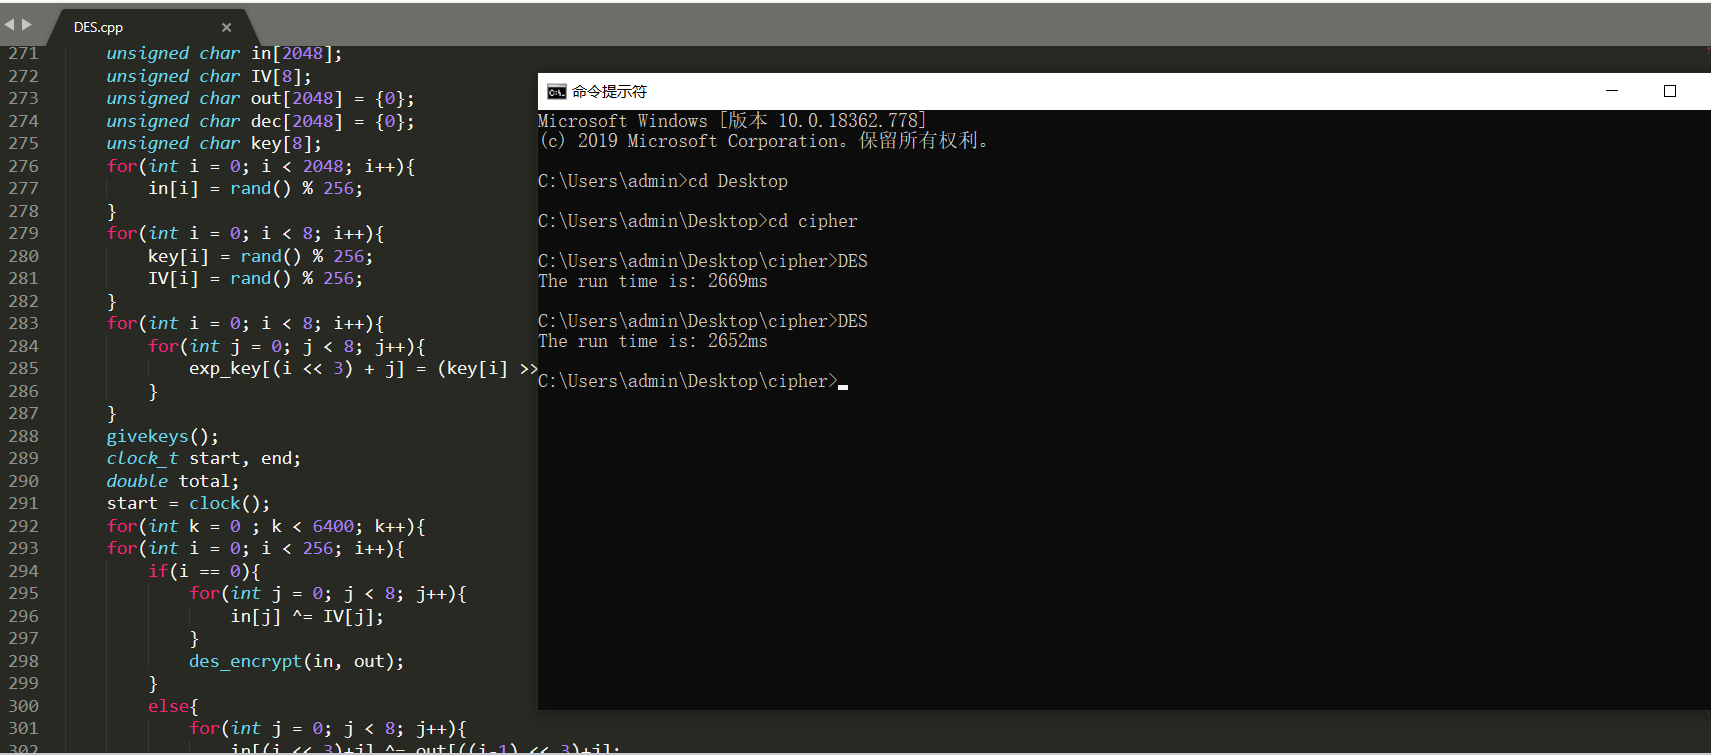 DES.cpp
271 unsigned char in[2048];
272 unsigned char IV[8];
273 unsigned char out[2048] = {0};
274 unsigned char dec[2048] = {0};
275 unsigned char key[8];
276 for(int i = 0; i < 2048; i++){
277 in[i] = rand() % 256;
278 }
279 for(int i = 0; i < 8; i++){
280 key[i] = rand() % 256;
281 IV[i] = rand() % 256;
282 }
283 for(int i = 0; i < 8; i++){
284 for(int j = 0; j < 8; j++){
285 exp_key[(i << 3) + j] = (key[i] >>
286 }
287 }
288 givekeys();
289 clock_t start, end;
290 double total;
291 start = clock();
292 for(int k = 0 ; k < 6400; k++){
293 for(int i = 0; i < 256; i++){
294 if(i == 0){
295 for(int j = 0; j < 8; j++){
296 in[j] ^= IV[j];
297 }
298 des_encrypt(in, out);
299 }
300 else{
301 for(int j = 0; j < 8; j++){
302 in[(i << 3)+j] ^= out[((i-1) << 3)+j];
命令提示符
Microsoft Windows [版本 10.0.18362.778]
(c) 2019 Microsoft Corporation。保留所有权利。
C:\Users\admin>cd Desktop
C:\Users\admin\Desktop>cd cipher
C:\Users\admin\Desktop\cipher>DES
The run time is: 2669ms
C:\Users\admin\Desktop\cipher>DES
The run time is: 2652ms
C:\Users\admin\Desktop\cipher>